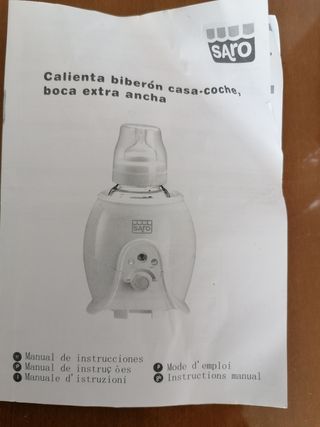 SARO
Calienta biberón casa-coche,
boca extra ancha
SARO
Manual de instrucciones
Manual de instruções
Manuale d'istruzioni
Mode d'emploi
Instructions manual